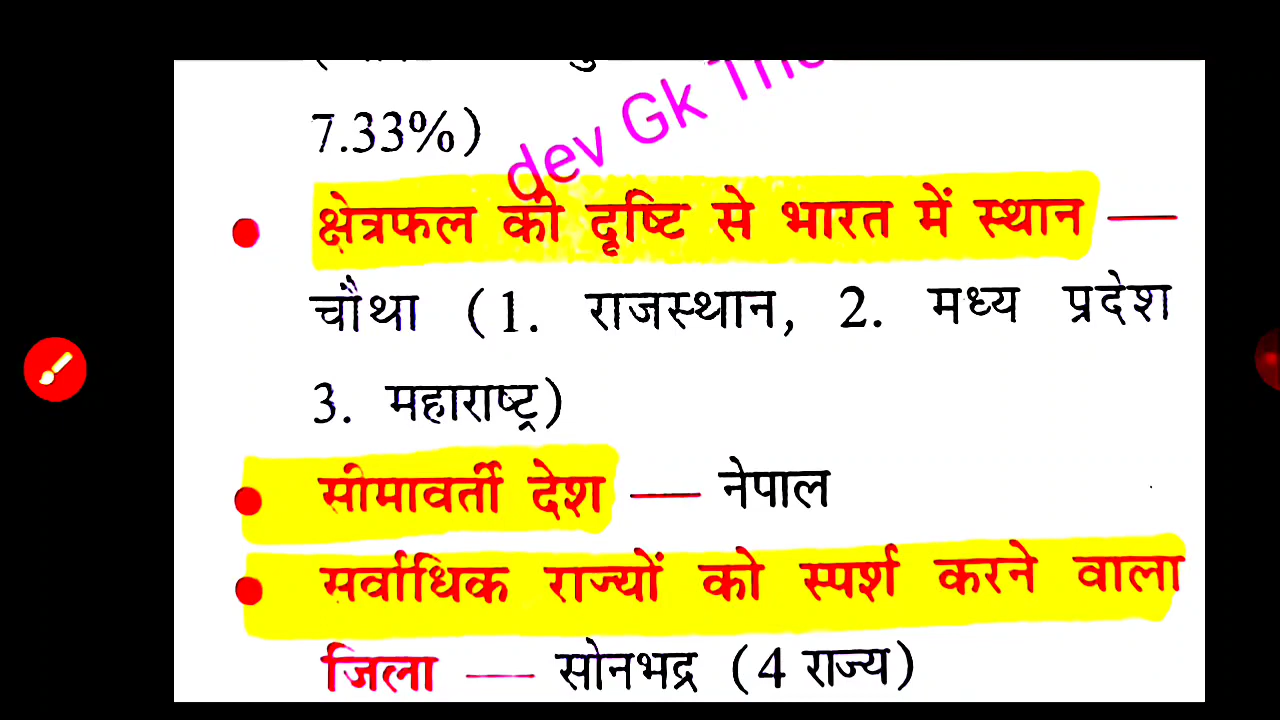 7.33%)
dev Gk
• क्षेत्रफल की दृष्टि से भारत में स्थान —
चौथा (1. राजस्थान, 2. मध्य प्रदेश
3. महाराष्ट्र)
• सीमावर्ती देश — नेपाल
• सर्वाधिक राज्यों को स्पर्श करने वाला
जिला — सोनभद्र (4 राज्य)